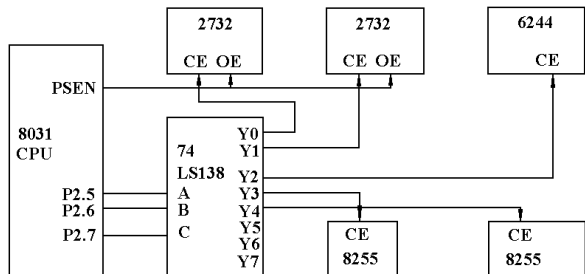 2732
CE OE
2732
CE OE
6244
CE
PSEN
8031
CPU
P2.5
P2.6
P2.7
74
LS138
A
B
C
Y0
Y1
Y2
Y3
Y4
Y5
Y6
Y7
CE
8255
CE
8255